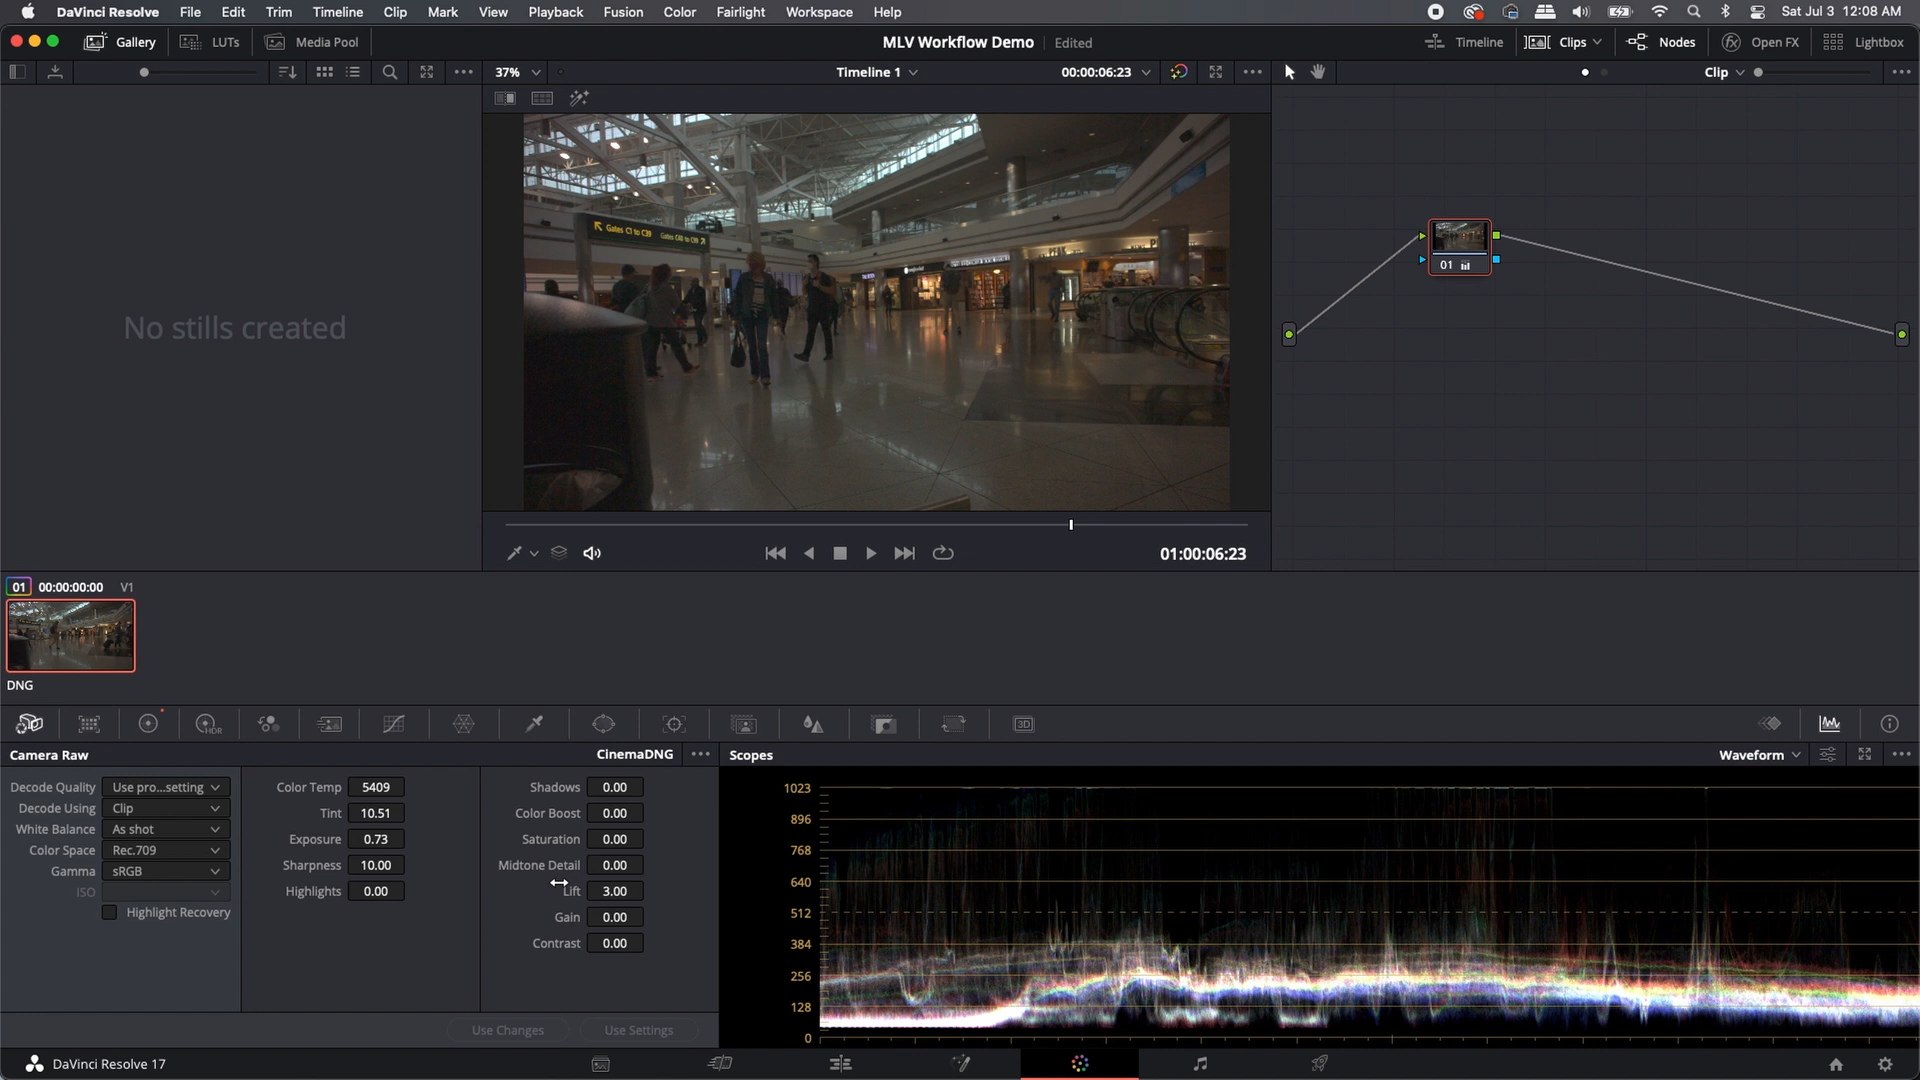 DaVinci Resolve File Edit Trim Timeline Clip Mark View Playback Fusion Color Fairlight Workspace Help Sat Jul 3 12:08 AM
Gallery LUTs Media Pool MLV Workflow Demo Edited Timeline Clips Nodes Open FX Lightbox
37% Timeline 1 00:00:06:23 Clip
Gates C1 to C39
No stills created
01
01:00:06:23
01 00:00:00:00 V1
DNG
HDR
3D
Camera Raw CinemaDNG Scopes Waveform
Decode Quality Use pro...setting Color Temp 5409 Shadows 0.00 1023
Decode Using Clip Tint 10.51 Color Boost 0.00 896
White Balance As shot Exposure 0.73 Saturation 0.00 768
Color Space Rec.709 Sharpness 10.00 Midtone Detail 0.00 640
Gamma sRGB Highlights 0.00 Lift 3.00 512
ISO Gain 0.00 384
Highlight Recovery Contrast 0.00 256
128
Use Changes Use Settings 0
DaVinci Resolve 17